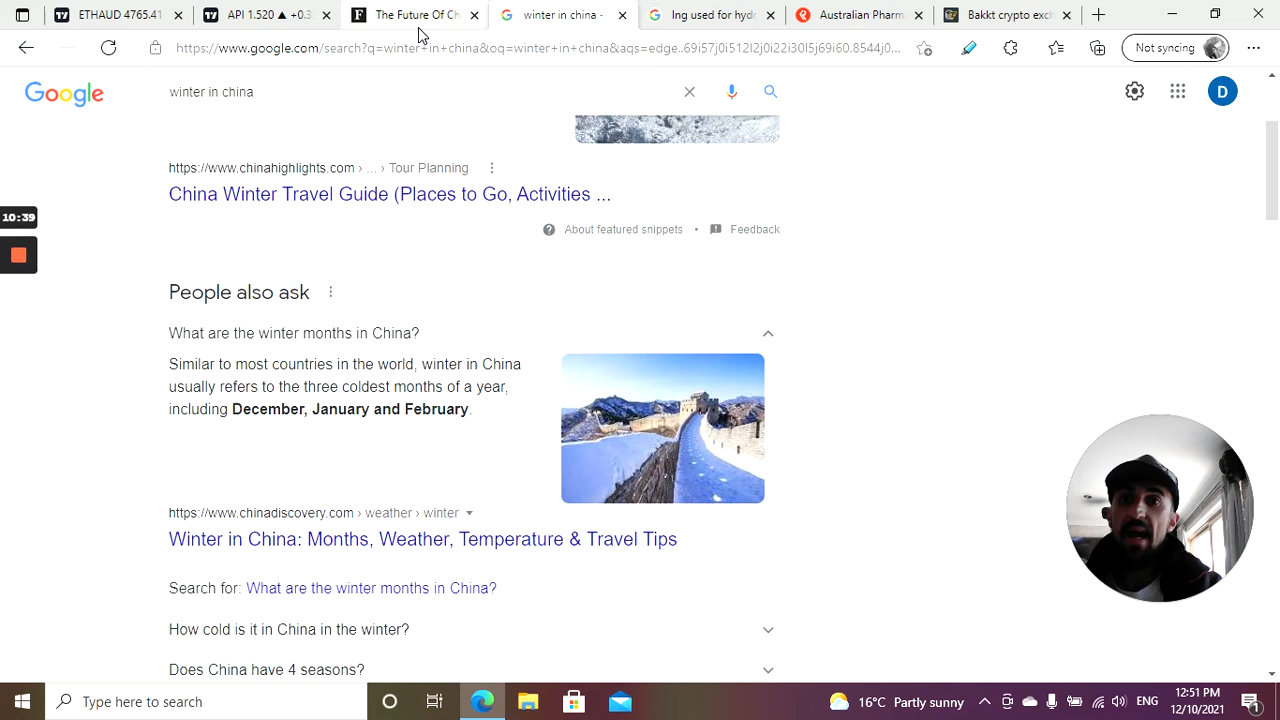 ETHAUD 4765.41
API 1.520 ▲ +0.3
The Future Of Ch
winter in china -
Ing used for hydr
Australian Pharm
Bakkt crypto exch
https://www.google.com/search?q=winter+in+china&oq=winter+in+china&aqs=edge..69i57j0i512l2j0i22i30l5j69i60.8544j0...
Not syncing
Google
winter in china
D
https://www.chinahighlights.com › ... › Tour Planning
China Winter Travel Guide (Places to Go, Activities ...
10:39
About featured snippets • Feedback
People also ask
What are the winter months in China?
Similar to most countries in the world, winter in China
usually refers to the three coldest months of a year,
including December, January and February.
https://www.chinadiscovery.com › weather › winter
Winter in China: Months, Weather, Temperature & Travel Tips
Search for: What are the winter months in China?
How cold is it in China in the winter?
Does China have 4 seasons?
Type here to search
16°C Partly sunny
ENG
12:51 PM
12/10/2021
1